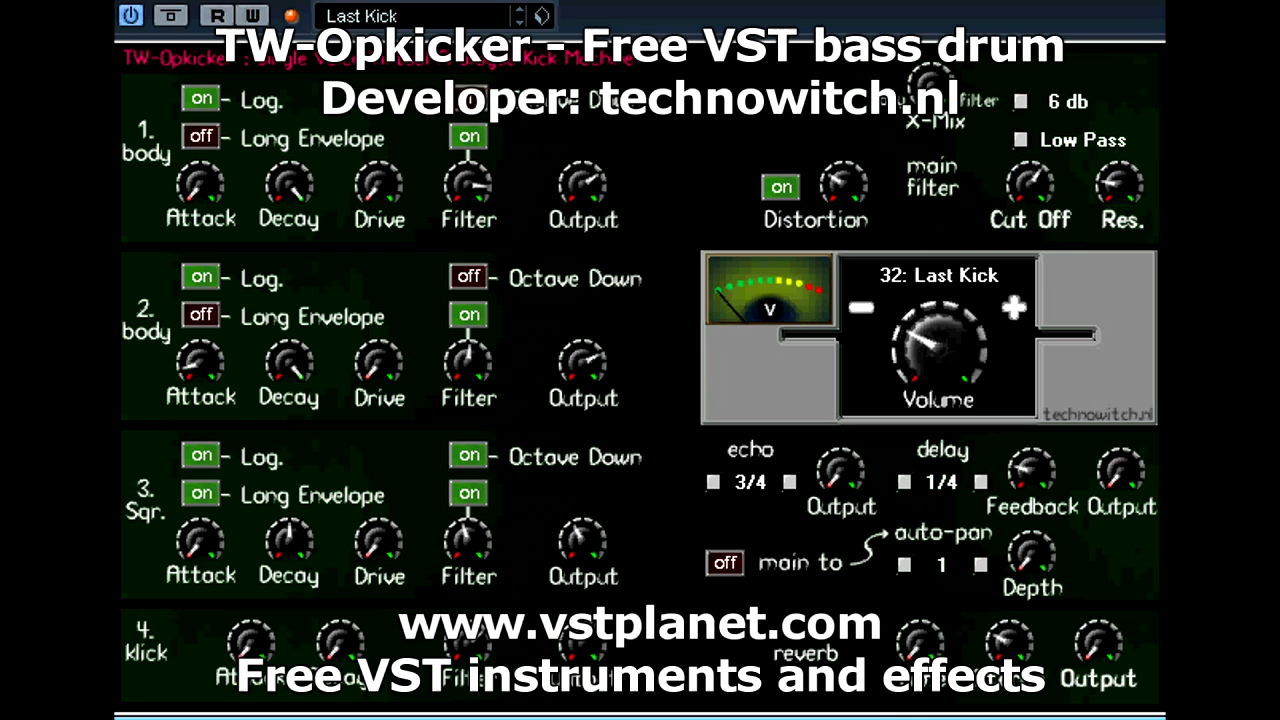 R W Last Kick
TW-Opkicker - Free VST bass drum
Developer: technowitch.nl
TW-Opkicker :
1. body
on - Log.
off - Long Envelope
on
Attack Decay Drive Filter Output
filter 6 db
X-Mix
Low Pass
main filter
on
Distortion Cut Off Res.
2. body
on - Log.
off - Octave Down
off - Long Envelope
on
Attack Decay Drive Filter Output
V
32: Last Kick
Volume
technowitch.nl
3. Sqr.
on - Log.
on - Octave Down
on - Long Envelope
on
Attack Decay Drive Filter Output
echo
3/4
Output
delay
1/4
Feedback Output
off main to auto-pan
1
Depth
4. klick
www.vstplanet.com
reverb
Free VST instruments and effects
Output